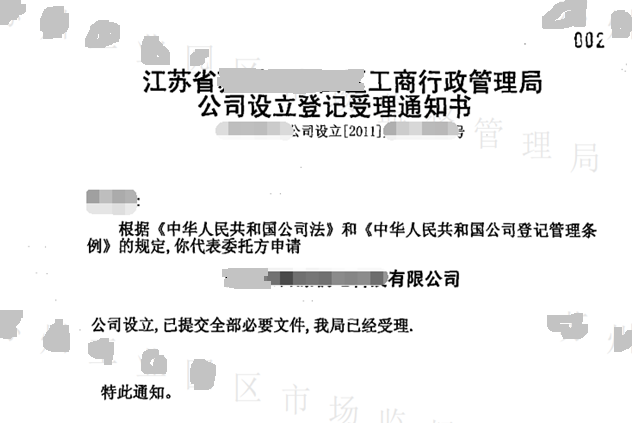 002
江苏省 区工商行政管理局
公司设立登记受理通知书
公司设立[2011] 号
:
根据《中华人民共和国公司法》和《中华人民共和国公司登记管理条
例》的规定,你代表委托方申请
有限公司
公司设立,已提交全部必要文件,我局已经受理.
特此通知。
园区
管理局
园区市场监